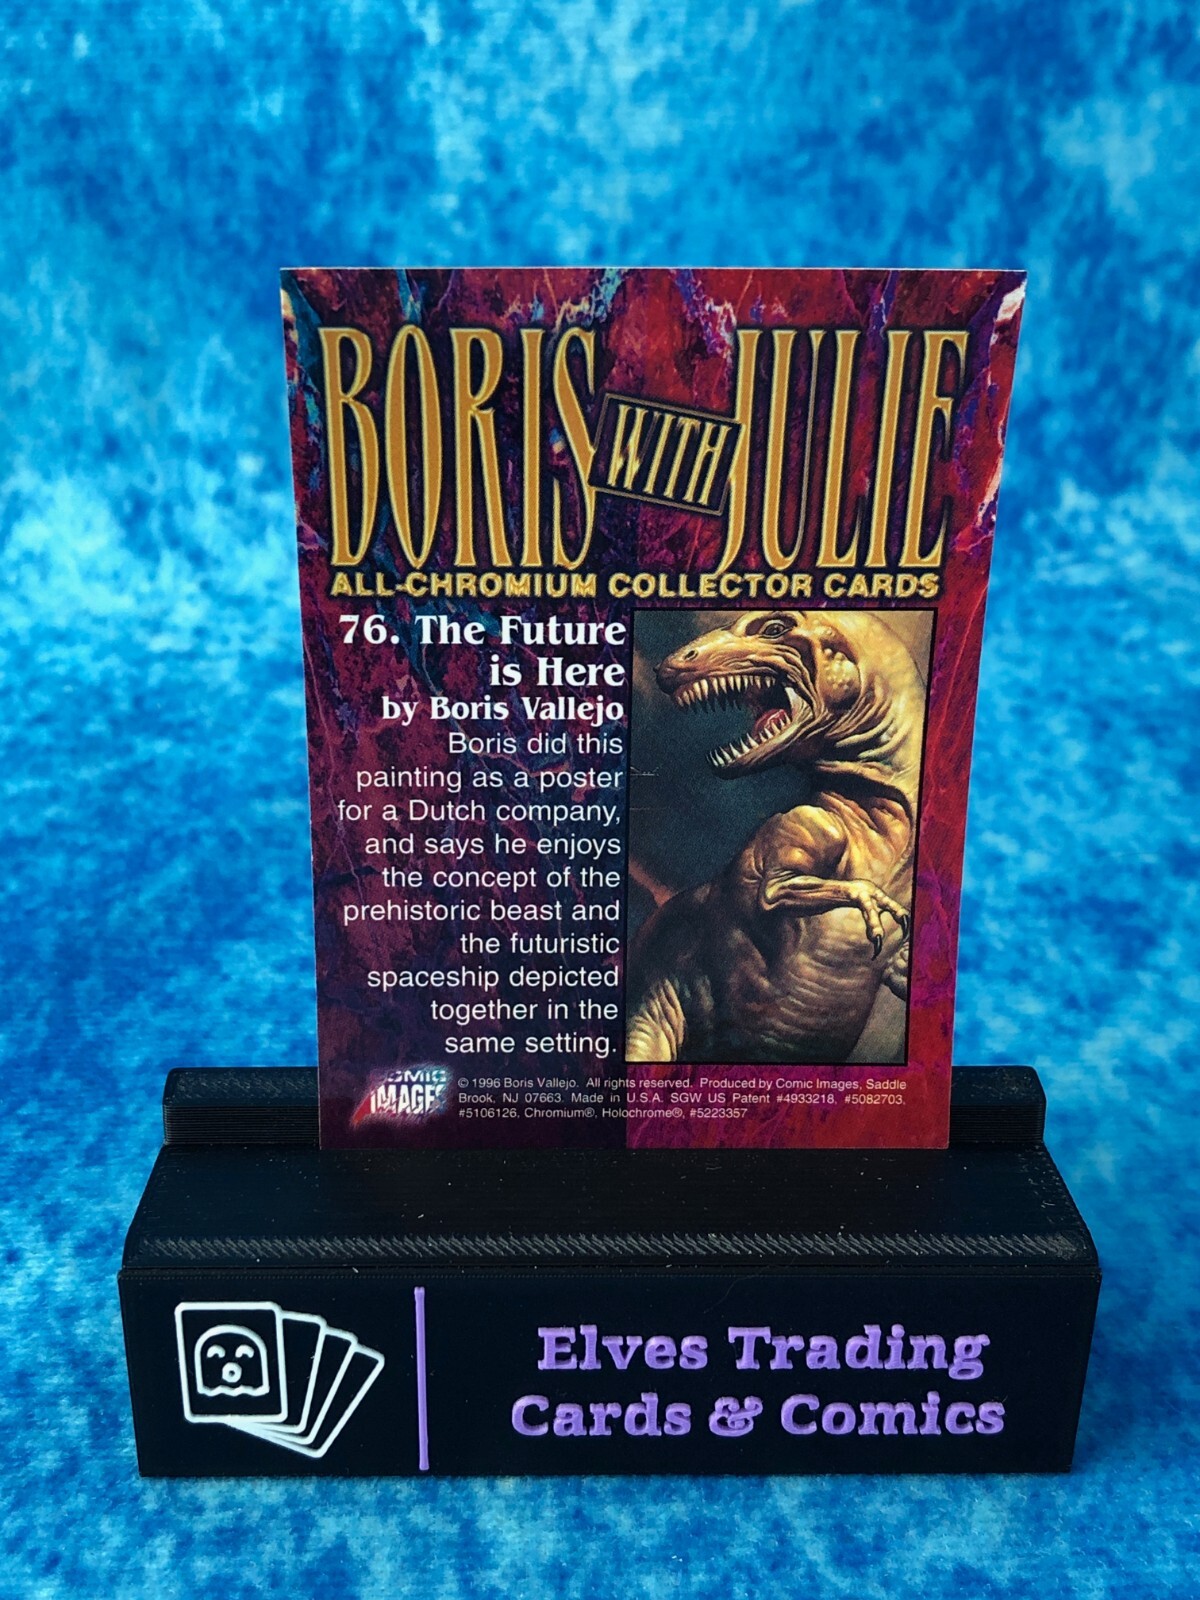 BORIS WITH JULIE
ALL-CHROMIUM COLLECTOR CARDS
76. The Future
is Here
by Boris Vallejo
Boris did this
painting as a poster
for a Dutch company,
and says he enjoys
the concept of the
prehistoric beast and
the futuristic
spaceship depicted
together in the
same setting.
COMIC
IMAGES
© 1996 Boris Vallejo. All rights reserved. Produced by Comic Images, Saddle
Brook, NJ 07663. Made in U.S.A. SGW US Patent #4933218, #5082703,
#5106126, Chromium®, Holochrome®, #5223357
Elves Trading
Cards & Comics